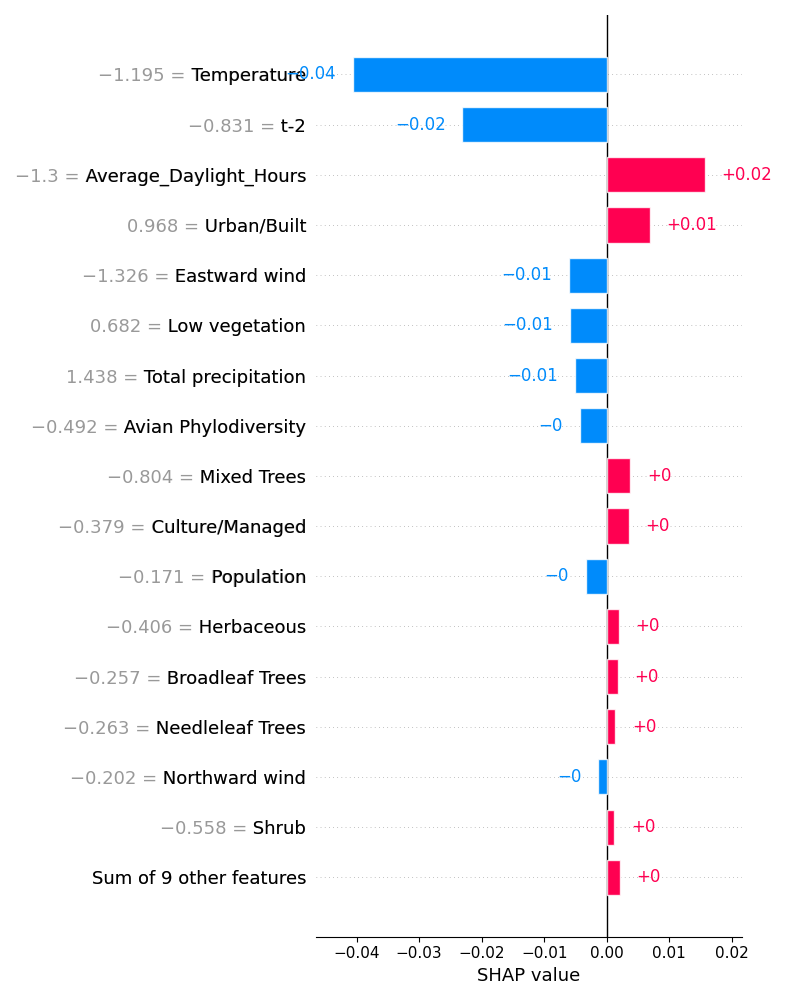 −1.195 = Temperature −0.04
−0.831 = t-2 −0.02
−1.3 = Average_Daylight_Hours +0.02
0.968 = Urban/Built +0.01
−1.326 = Eastward wind −0.01
0.682 = Low vegetation −0.01
1.438 = Total precipitation −0.01
−0.492 = Avian Phylodiversity −0
−0.804 = Mixed Trees +0
−0.379 = Culture/Managed +0
−0.171 = Population −0
−0.406 = Herbaceous +0
−0.257 = Broadleaf Trees +0
−0.263 = Needleleaf Trees +0
−0.202 = Northward wind −0
−0.558 = Shrub +0
Sum of 9 other features +0
−0.04 −0.03 −0.02 −0.01 0.00 0.01 0.02
SHAP value